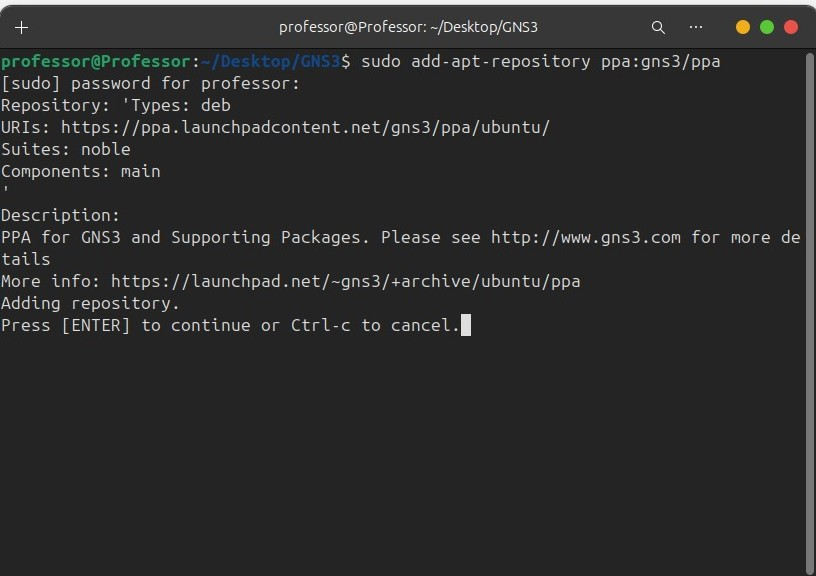 professor@Professor: ~/Desktop/GNS3
professor@Professor:~/Desktop/GNS3$ sudo add-apt-repository ppa:gns3/ppa
[sudo] password for professor:
Repository: 'Types: deb
URIs: https://ppa.launchpadcontent.net/gns3/ppa/ubuntu/
Suites: noble
Components: main
'
Description:
PPA for GNS3 and Supporting Packages. Please see http://www.gns3.com for more de
tails
More info: https://launchpad.net/~gns3/+archive/ubuntu/ppa
Adding repository.
Press [ENTER] to continue or Ctrl-c to cancel.